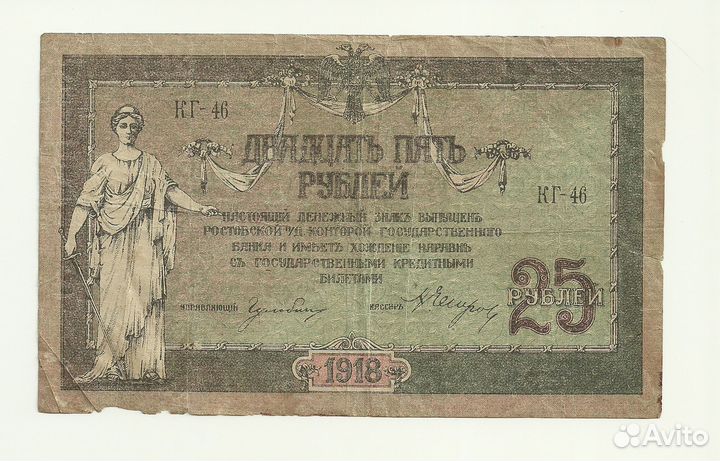 КГ-46
ДВАДЦАТЬ ПЯТЬ
РУБЛЕЙ
КГ-46
НАСТОЯЩІЙ ДЕНЕЖНЫЙ ЗНАКЪ ВЫПУЩЕНЪ
РОСТОВСКОЙ Н/Д КОНТОРОЙ ГОСУДАРСТВЕННАГО
БАНКА И ИМѢЕТЪ ХОЖДЕНІЕ НАРАВНѢ
СЪ ГОСУДАРСТВЕННЫМИ КРЕДИТНЫМИ
БИЛЕТАМИ
25
РУБЛЕЙ
УПРАВЛЯЮЩІЙ
КАССИРЪ
1918
Avito